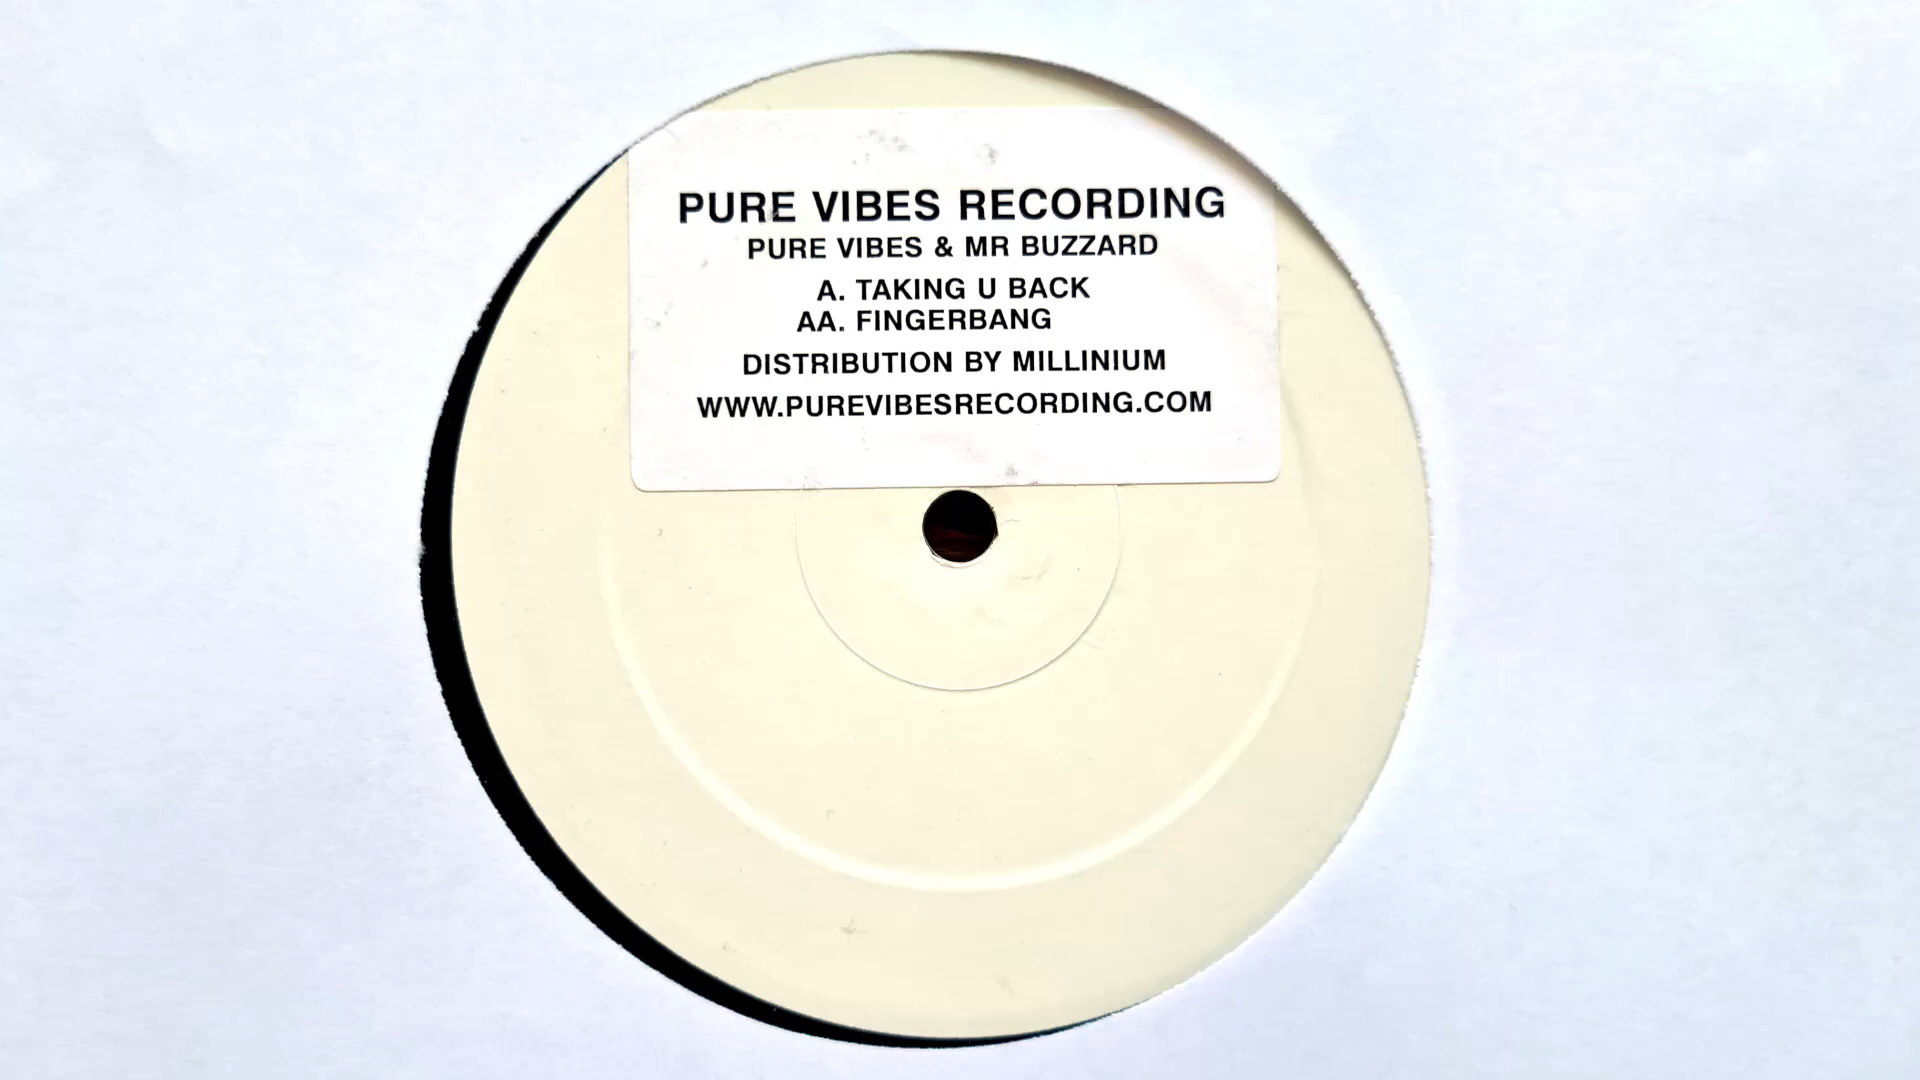 PURE VIBES RECORDING
PURE VIBES & MR BUZZARD
A. TAKING U BACK
AA. FINGERBANG
DISTRIBUTION BY MILLINIUM
WWW.PUREVIBESRECORDING.COM